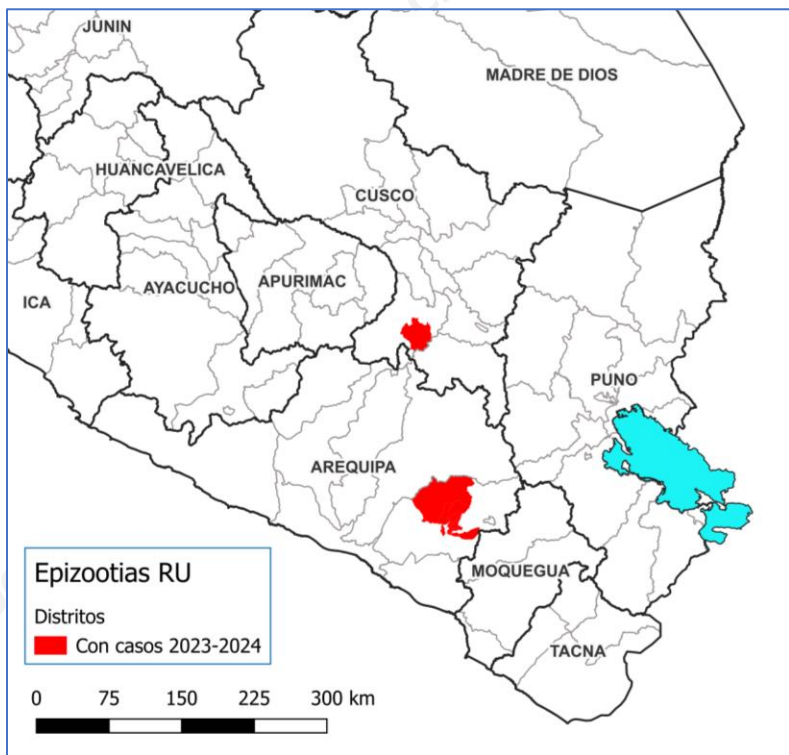 JUNIN
MADRE DE DIOS
HUANCAVELICA
CUSCO
AYACUCHO
APURIMAC
ICA
PUNO
AREQUIPA
MOQUEGUA
TACNA
Epizootias RU
Distritos
Con casos 2023-2024
0 75 150 225 300 km